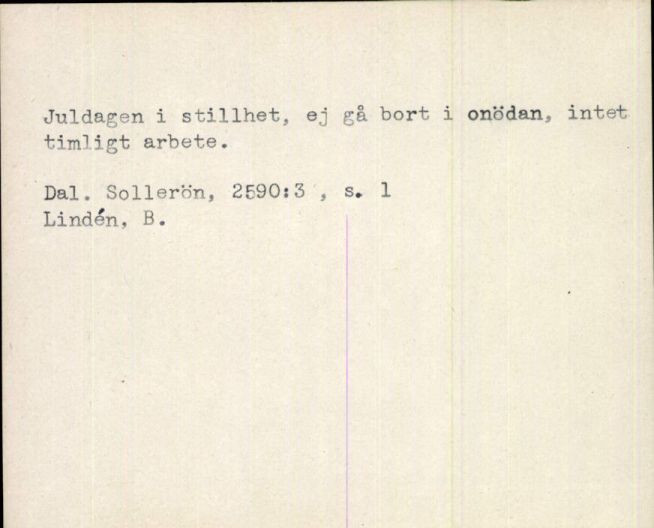 Juldagen i stillhet, ej gå bort i onödan, intet
timligt arbete.
Dal. Sollerön, 2590:3 , s. 1
Lindén, B.